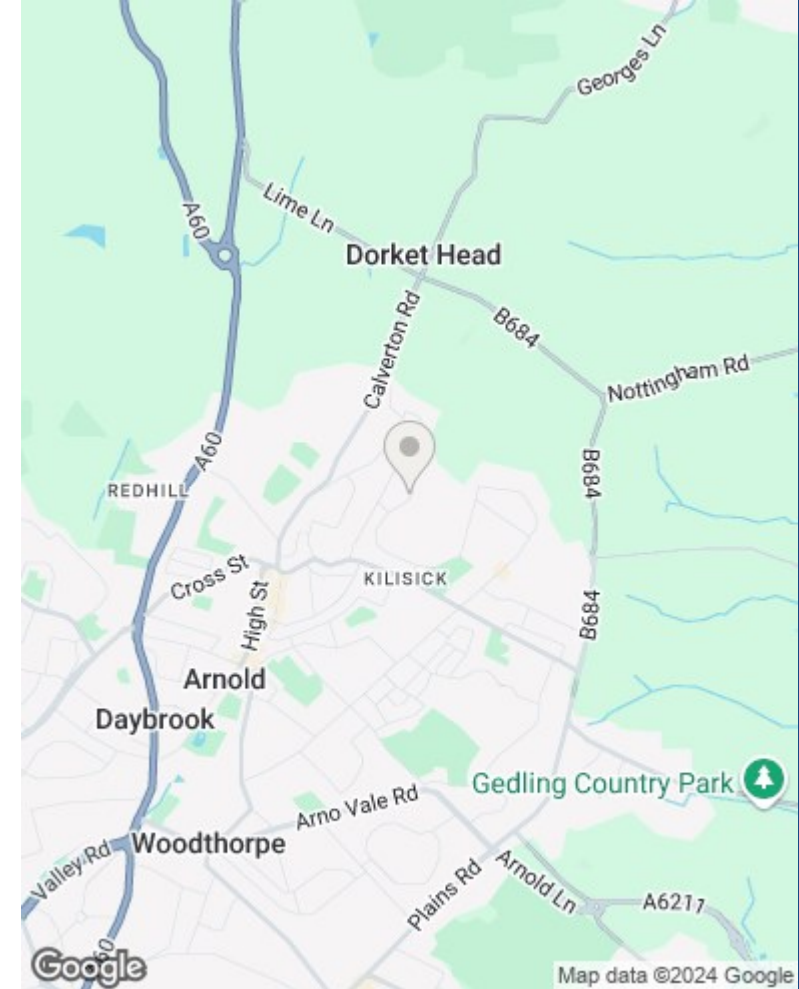 Georges Ln
A60
Lime Ln
Dorket Head
Calverton Rd
B684
Nottingham Rd
A60
B684
REDHILL
Cross St
KILISICK
High St
B684
Arnold
Daybrook
Gedling Country Park
Arno Vale Rd
Woodthorpe
Valley Rd
Plains Rd
Arnold Ln
A6211
A60
Google
Map data ©2024 Google